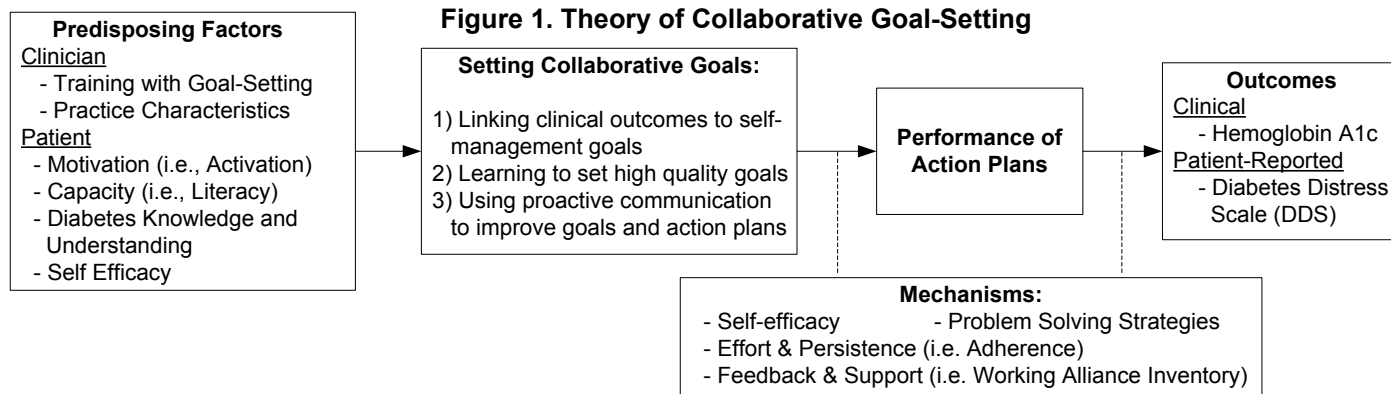 Figure 1. Theory of Collaborative Goal-Setting
Predisposing Factors
Clinician
- Training with Goal-Setting
- Practice Characteristics
Patient
- Motivation (i.e., Activation)
- Capacity (i.e., Literacy)
- Diabetes Knowledge and
Understanding
- Self Efficacy
Setting Collaborative Goals:
1) Linking clinical outcomes to self-
management goals
2) Learning to set high quality goals
3) Using proactive communication
to improve goals and action plans
Performance of
Action Plans
Outcomes
Clinical
- Hemoglobin A1c
Patient-Reported
- Diabetes Distress
Scale (DDS)
Mechanisms:
- Self-efficacy - Problem Solving Strategies
- Effort & Persistence (i.e. Adherence)
- Feedback & Support (i.e. Working Alliance Inventory)